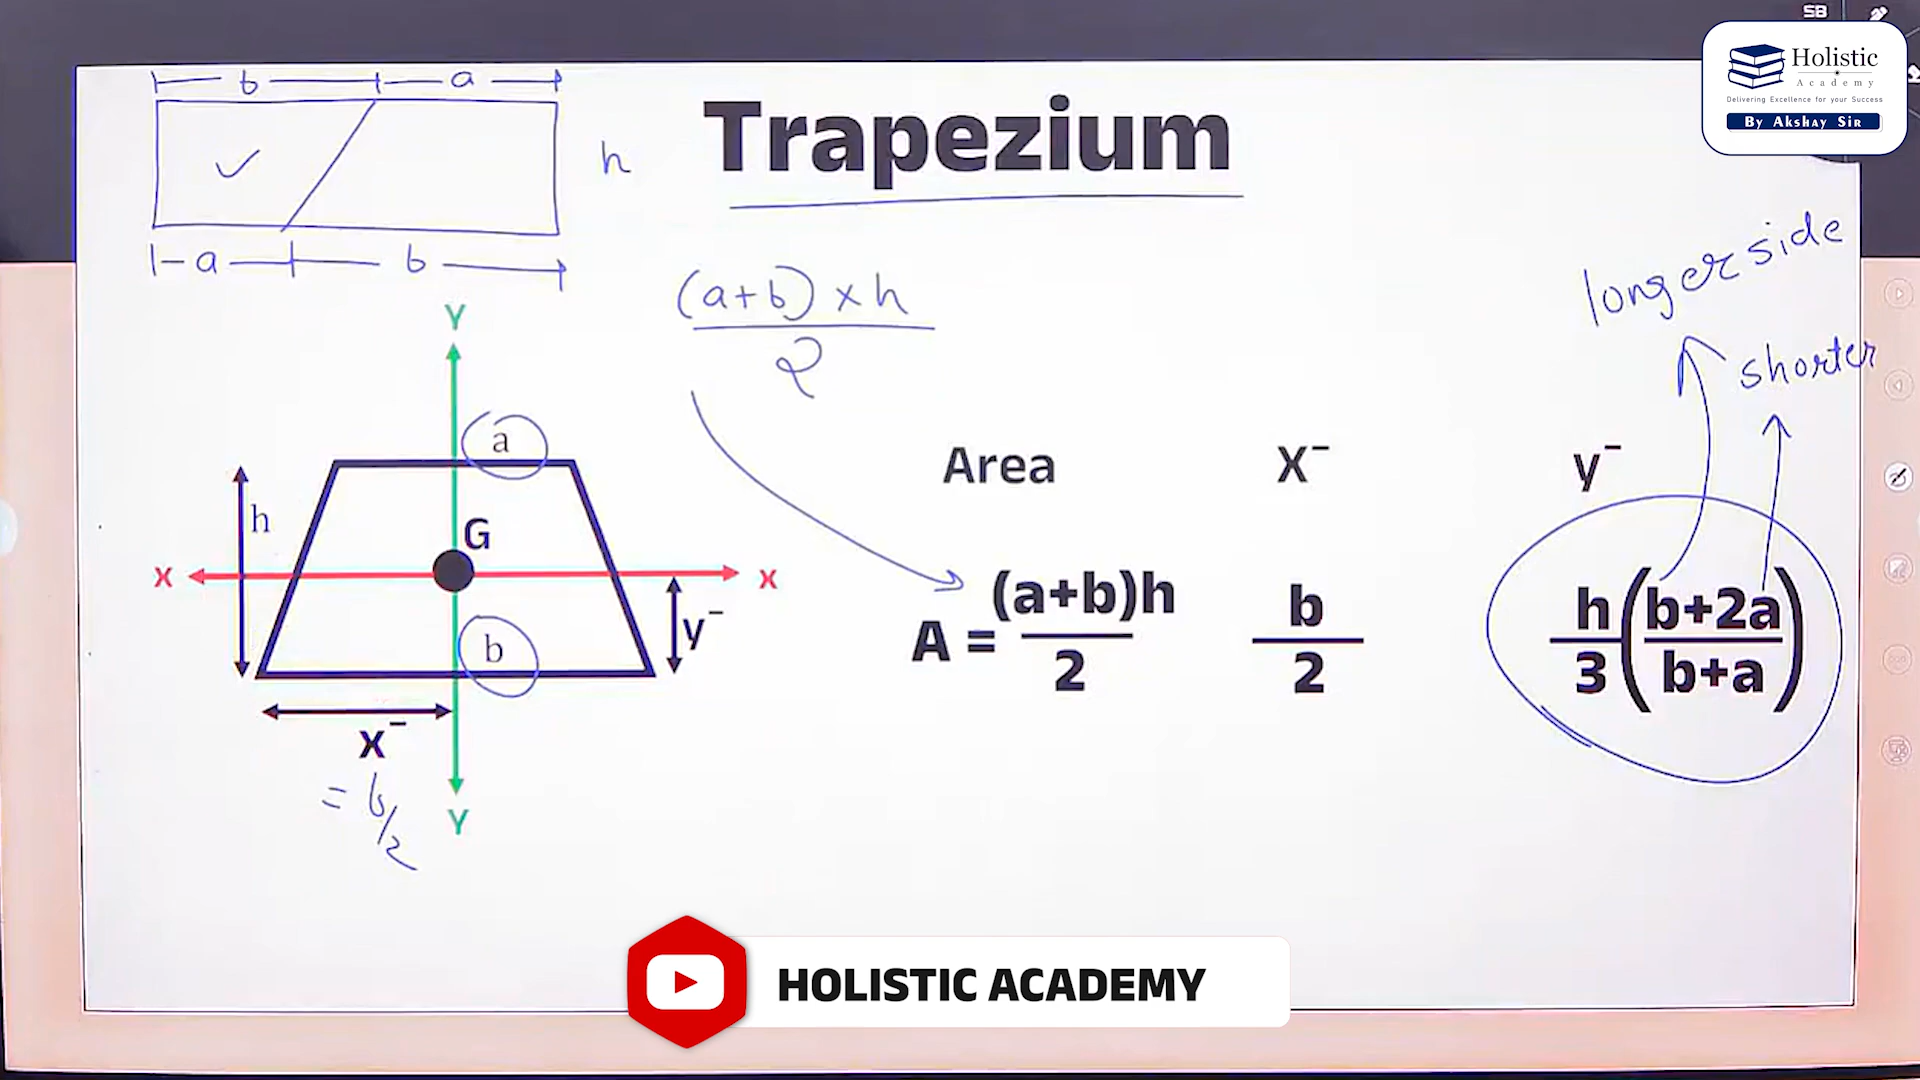 SB
Holistic
Academy
Delivering Excellence for your Success
By Akshay Sir
b a
✓
h
a b
Trapezium
(a+b) × h
2
longer side
shorter
Y
a
h
G
x x
b
y⁻
x⁻
= b/2
Y
Area X⁻ y⁻
A = (a+b)h
2
b
2
h (b+2a)
3 (b+a)
HOLISTIC ACADEMY